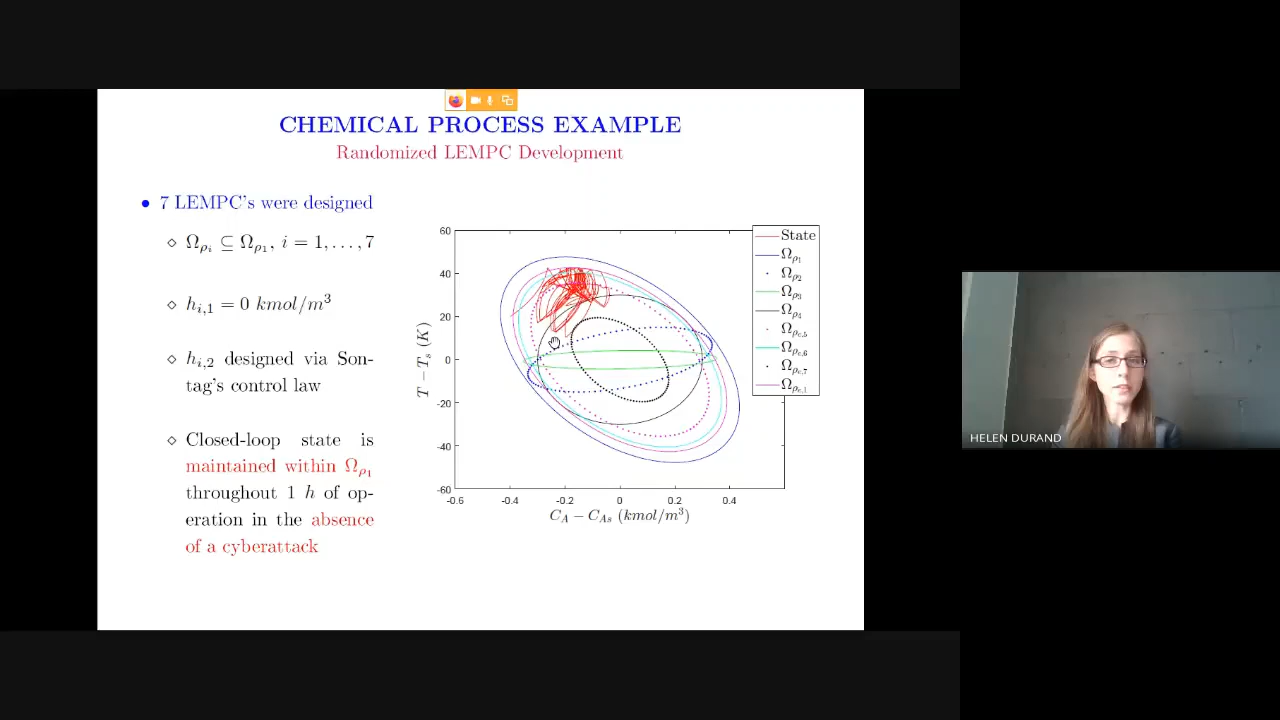 CHEMICAL PROCESS EXAMPLE
Randomized LEMPC Development
• 7 LEMPC's were designed
⋄ Ω_{ρ_i} ⊆ Ω_{ρ_1}, i = 1, . . . , 7
⋄ h_{i,1} = 0 kmol/m^3
⋄ h_{i,2} designed via Son-
tag's control law
⋄ Closed-loop state is
maintained within Ω_{ρ_1}
throughout 1 h of op-
eration in the absence
of a cyberattack
60
40
20
0
-20
-40
-60
T − T_s (K)
-0.6 -0.4 -0.2 0 0.2 0.4
C_A − C_{As} (kmol/m^3)
State
Ω_{ρ_1}
Ω_{ρ_2}
Ω_{ρ_3}
Ω_{ρ_4}
Ω_{ρ_{e,5}}
Ω_{ρ_{e,6}}
Ω_{ρ_{e,7}}
Ω_{ρ_{e,1}}
HELEN DURAND